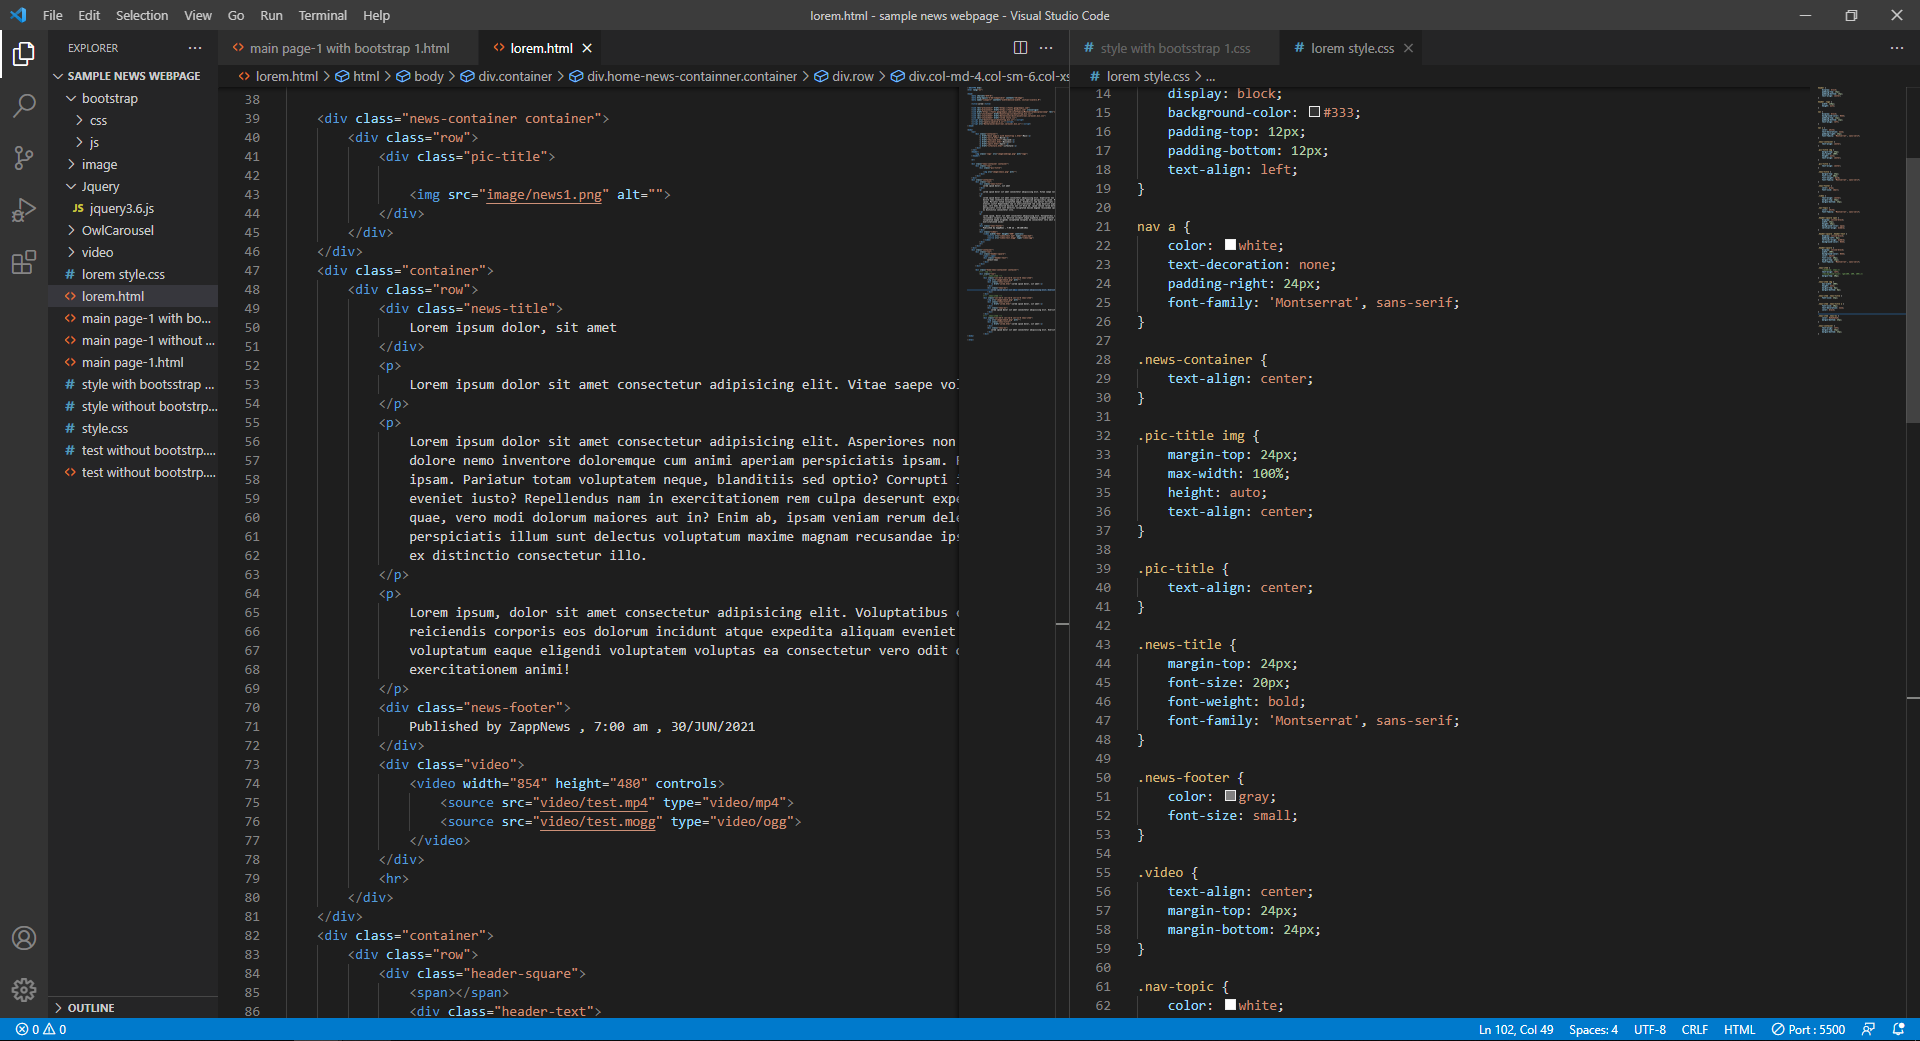 File Edit Selection View Go Run Terminal Help
lorem.html - sample news webpage - Visual Studio Code
EXPLORER
SAMPLE NEWS WEBPAGE
bootstrap
css
js
image
Jquery
JS jquery3.6.js
OwlCarousel
video
# lorem style.css
<> lorem.html
<> main page-1 with bo...
<> main page-1 without ...
<> main page-1.html
# style with bootsstrap ...
# style without bootstrp...
# style.css
# test without bootstrp....
<> test without bootstrp....
OUTLINE
<> main page-1 with bootstrap 1.html
<> lorem.html
<> lorem.html > html > body > div.container > div.home-news-containner.container > div.row > div.col-md-4.col-sm-6.col-xs
38
39 <div class="news-container container">
40 <div class="row">
41 <div class="pic-title">
42
43 <img src="image/news1.png" alt="">
44 </div>
45 </div>
46 </div>
47 <div class="container">
48 <div class="row">
49 <div class="news-title">
50 Lorem ipsum dolor, sit amet
51 </div>
52 <p>
53 Lorem ipsum dolor sit amet consectetur adipisicing elit. Vitae saepe vol
54 </p>
55 <p>
56 Lorem ipsum dolor sit amet consectetur adipisicing elit. Asperiores non
57 dolore nemo inventore doloremque cum animi aperiam perspiciatis ipsam.
58 ipsam. Pariatur totam voluptatem neque, blanditiis sed optio? Corrupti
59 eveniet iusto? Repellendus nam in exercitationem rem culpa deserunt expe
60 quae, vero modi dolorum maiores aut in? Enim ab, ipsam veniam rerum dele
61 perspiciatis illum sunt delectus voluptatum maxime magnam recusandae ips
62 ex distinctio consectetur illo.
63 </p>
64 <p>
65 Lorem ipsum, dolor sit amet consectetur adipisicing elit. Voluptatibus
66 reiciendis corporis eos dolorum incidunt atque expedita aliquam eveniet
67 voluptatum eaque eligendi voluptatem voluptas ea consectetur vero odit
68 exercitationem animi!
69 </p>
70 <div class="news-footer">
71 Published by ZappNews , 7:00 am , 30/JUN/2021
72 </div>
73 <div class="video">
74 <video width="854" height="480" controls>
75 <source src="video/test.mp4" type="video/mp4">
76 <source src="video/test.mogg" type="video/ogg">
77 </video>
78 </div>
79 <hr>
80 </div>
81 </div>
82 <div class="container">
83 <div class="row">
84 <div class="header-square">
85 <span></span>
86 <div class="header-text">
# style with bootsstrap 1.css
# lorem style.css
# lorem style.css > ...
14 display: block;
15 background-color: #333;
16 padding-top: 12px;
17 padding-bottom: 12px;
18 text-align: left;
19 }
20
21 nav a {
22 color: white;
23 text-decoration: none;
24 padding-right: 24px;
25 font-family: 'Montserrat', sans-serif;
26 }
27
28 .news-container {
29 text-align: center;
30 }
31
32 .pic-title img {
33 margin-top: 24px;
34 max-width: 100%;
35 height: auto;
36 text-align: center;
37 }
38
39 .pic-title {
40 text-align: center;
41 }
42
43 .news-title {
44 margin-top: 24px;
45 font-size: 20px;
46 font-weight: bold;
47 font-family: 'Montserrat', sans-serif;
48 }
49
50 .news-footer {
51 color: gray;
52 font-size: small;
53 }
54
55 .video {
56 text-align: center;
57 margin-top: 24px;
58 margin-bottom: 24px;
59 }
60
61 .nav-topic {
62 color: white;
0 0
Ln 102, Col 49 Spaces: 4 UTF-8 CRLF HTML Port : 5500